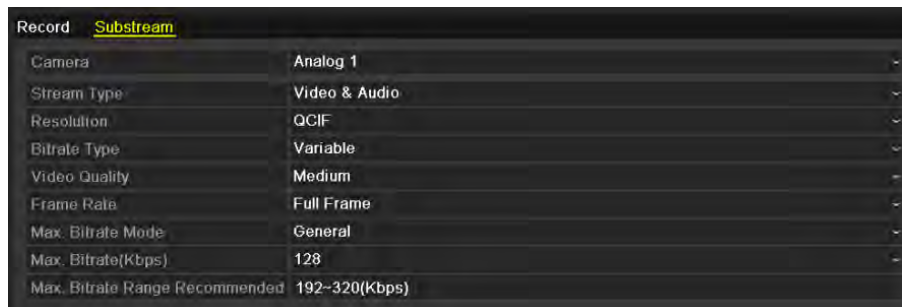 Record Substream
Camera Analog 1
Stream Type Video & Audio
Resolution QCIF
Bitrate Type Variable
Video Quality Medium
Frame Rate Full Frame
Max. Bitrate Mode General
Max. Bitrate(Kbps) 128
Max. Bitrate Range Recommended 192~320(Kbps)